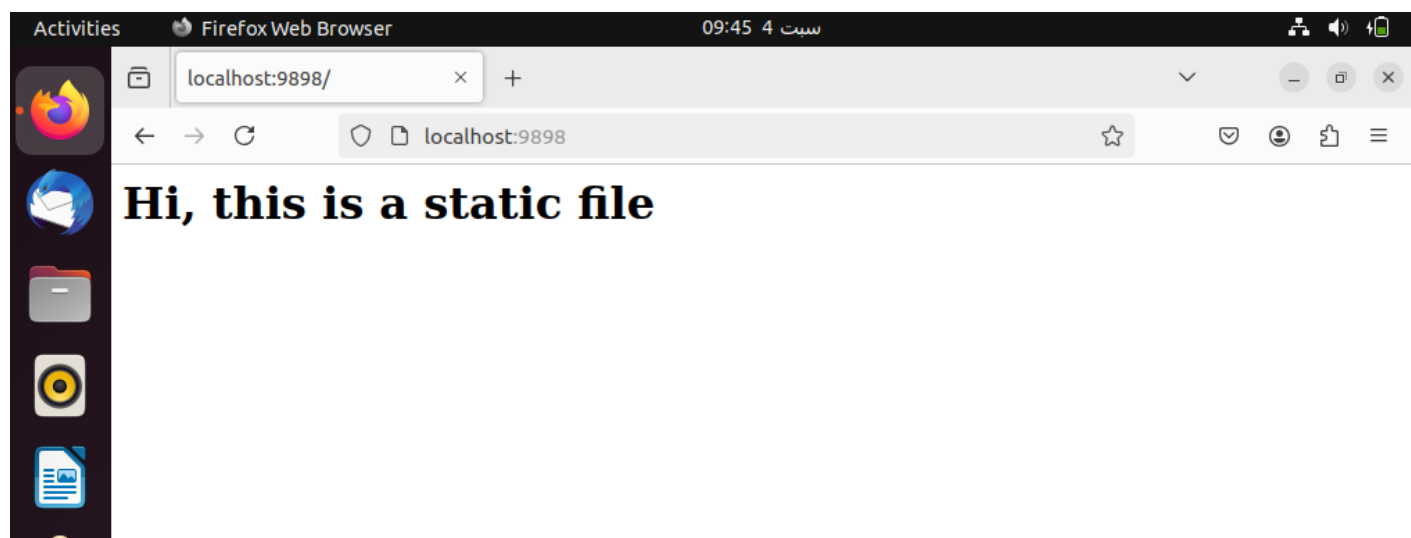 Activities Firefox Web Browser سبت 4 09:45
localhost:9898/
localhost:9898
Hi, this is a static file